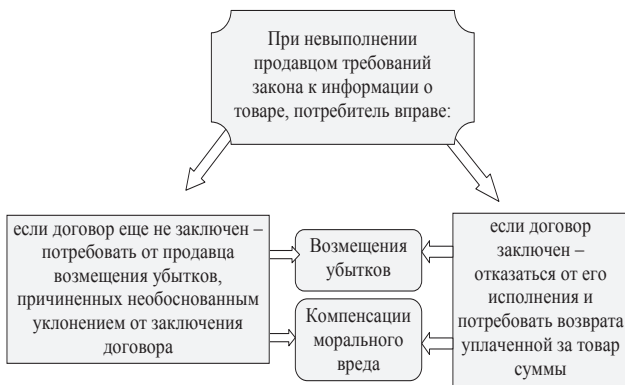 При невыполнении
продавцом требований
закона к информации о
товаре, потребитель вправе:
если договор еще не заключен –
потребовать от продавца
возмещения убытков,
причиненных необоснованным
уклонением от заключения
договора
Возмещения
убытков
Компенсации
морального
вреда
если договор
заключен –
отказаться от его
исполнения и
потребовать возврата
уплаченной за товар
суммы